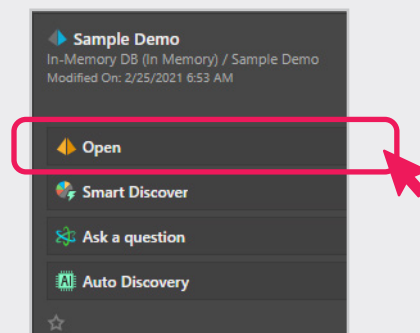 Sample Demo
In-Memory DB (In Memory) / Sample Demo
Modified On: 2/25/2021 6:53 AM
Open
Smart Discover
Ask a question
AI Auto Discovery